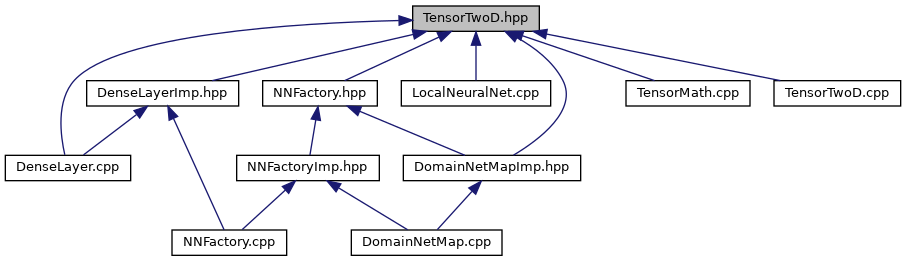 TensorTwoD.hpp
DenseLayerImp.hpp
NNFactory.hpp
LocalNeuralNet.cpp
TensorMath.cpp
TensorTwoD.cpp
DenseLayer.cpp
NNFactoryImp.hpp
DomainNetMapImp.hpp
NNFactory.cpp
DomainNetMap.cpp